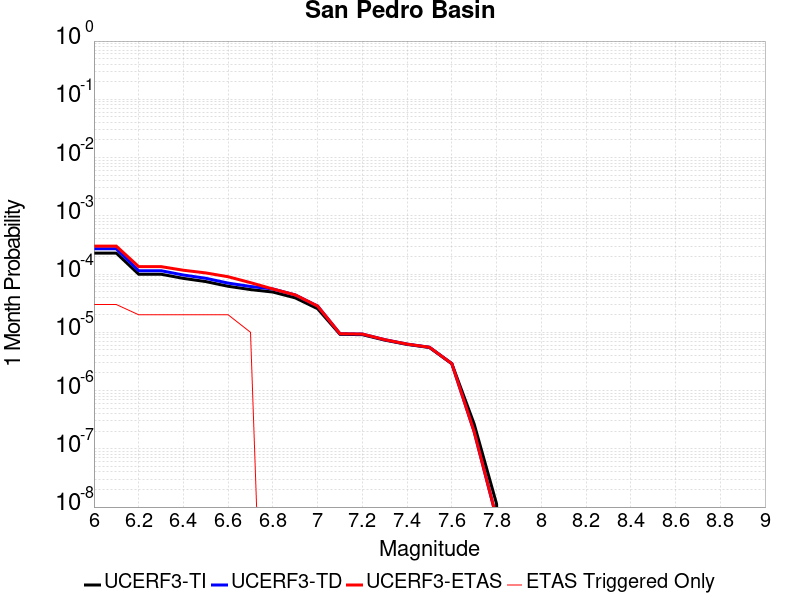 San Pedro Basin
10^0
10^-1
10^-2
10^-3
10^-4
10^-5
10^-6
10^-7
10^-8
1 Month Probability
6 6.2 6.4 6.6 6.8 7 7.2 7.4 7.6 7.8 8 8.2 8.4 8.6 8.8 9
Magnitude
UCERF3-TI UCERF3-TD UCERF3-ETAS ETAS Triggered Only